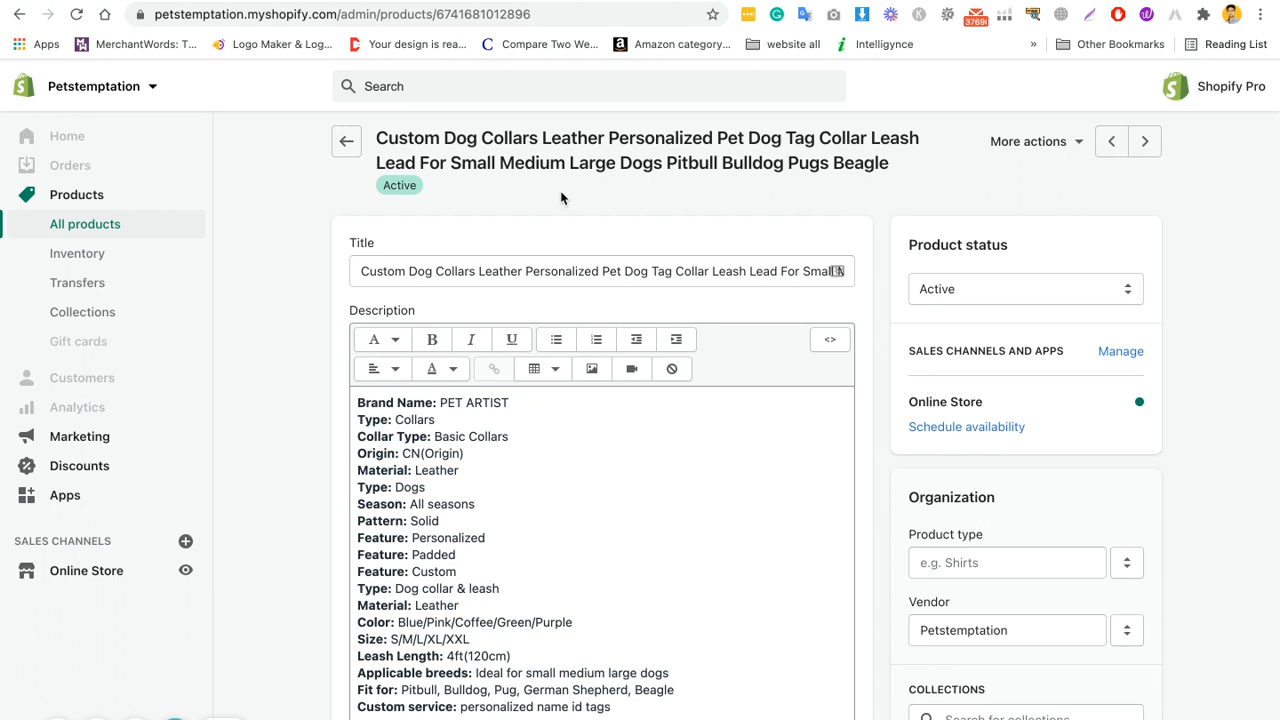 petstemptation.myshopify.com/admin/products/6741681012896
Apps
MerchantWords: T...
Logo Maker & Log...
Your design is rea...
Compare Two We...
Amazon category...
website all
Intelligynce
»
Other Bookmarks
Reading List
Petstemptation
Search
Shopify Pro
Home
Orders
Products
All products
Inventory
Transfers
Collections
Gift cards
Customers
Analytics
Marketing
Discounts
Apps
SALES CHANNELS
Online Store
Custom Dog Collars Leather Personalized Pet Dog Tag Collar Leash
Lead For Small Medium Large Dogs Pitbull Bulldog Pugs Beagle
Active
More actions
Title
Custom Dog Collars Leather Personalized Pet Dog Tag Collar Leash Lead For Small
Description
A
B
I
U
<>
A
Brand Name: PET ARTIST
Type: Collars
Collar Type: Basic Collars
Origin: CN(Origin)
Material: Leather
Type: Dogs
Season: All seasons
Pattern: Solid
Feature: Personalized
Feature: Padded
Feature: Custom
Type: Dog collar & leash
Material: Leather
Color: Blue/Pink/Coffee/Green/Purple
Size: S/M/L/XL/XXL
Leash Length: 4ft(120cm)
Applicable breeds: Ideal for small medium large dogs
Fit for: Pitbull, Bulldog, Pug, German Shepherd, Beagle
Custom service: personalized name id tags
Product status
Active
SALES CHANNELS AND APPS
Manage
Online Store
Schedule availability
Organization
Product type
e.g. Shirts
Vendor
Petstemptation
COLLECTIONS
Search for collections